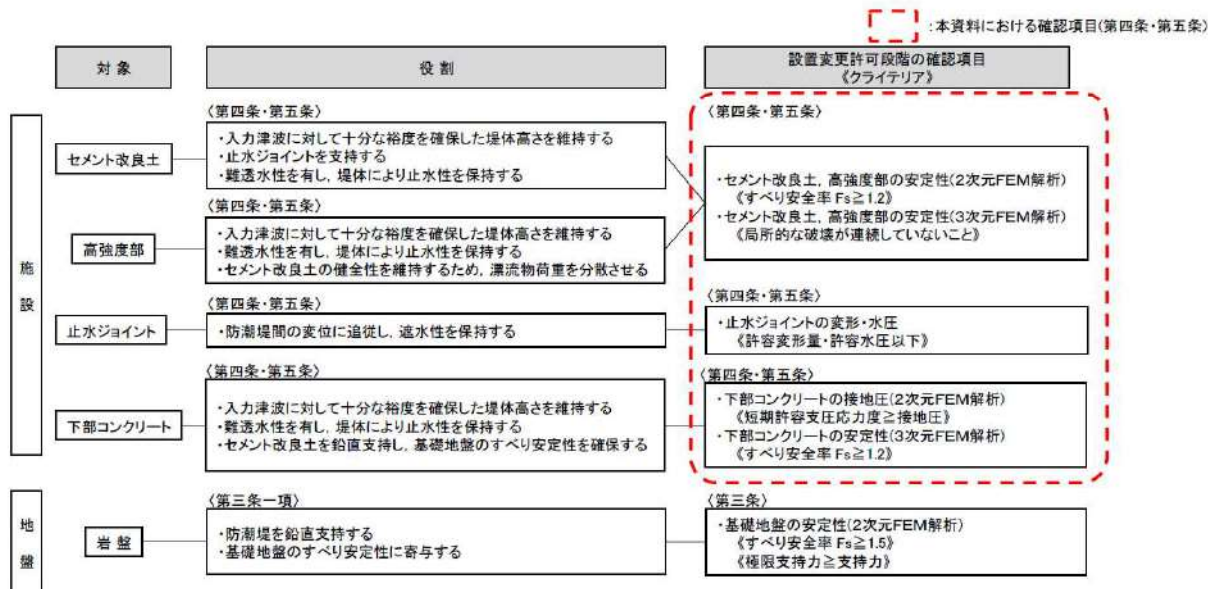 ：本資料における確認項目(第四条・第五条)
対象
役割
設置変更許可段階の確認項目
《クライテリア》
施設
セメント改良土
〈第四条・第五条〉
・入力津波に対して十分な裕度を確保した堤体高さを維持する
・止水ジョイントを支持する
・難透水性を有し，堤体により止水性を保持する
高強度部
〈第四条・第五条〉
・入力津波に対して十分な裕度を確保した堤体高さを維持する
・難透水性を有し，堤体により止水性を保持する
・セメント改良土の健全性を維持するため，漂流物荷重を分散させる
〈第四条・第五条〉
・セメント改良土，高強度部の安定性(2次元FEM解析)
《すべり安全率 Fs≧1.2》
・セメント改良土，高強度部の安定性(3次元FEM解析)
《局所的な破壊が連続していないこと》
止水ジョイント
〈第四条・第五条〉
・防潮堤間の変位に追従し，遮水性を保持する
〈第四条・第五条〉
・止水ジョイントの変形・水圧
《許容変形量・許容水圧以下》
下部コンクリート
〈第四条・第五条〉
・入力津波に対して十分な裕度を確保した堤体高さを維持する
・難透水性を有し，堤体により止水性を保持する
・セメント改良土を鉛直支持し，基礎地盤のすべり安定性を確保する
〈第四条・第五条〉
・下部コンクリートの接地圧(2次元FEM解析)
《短期許容支圧応力度≧接地圧》
・下部コンクリートの安定性(3次元FEM解析)
《すべり安全率 Fs≧1.2》
地盤
岩盤
〈第三条一項〉
・防潮堤を鉛直支持する
・基礎地盤のすべり安定性に寄与する
〈第三条〉
・基礎地盤の安定性(2次元FEM解析)
《すべり安全率 Fs≧1.5》
《極限支持力≧支持力》